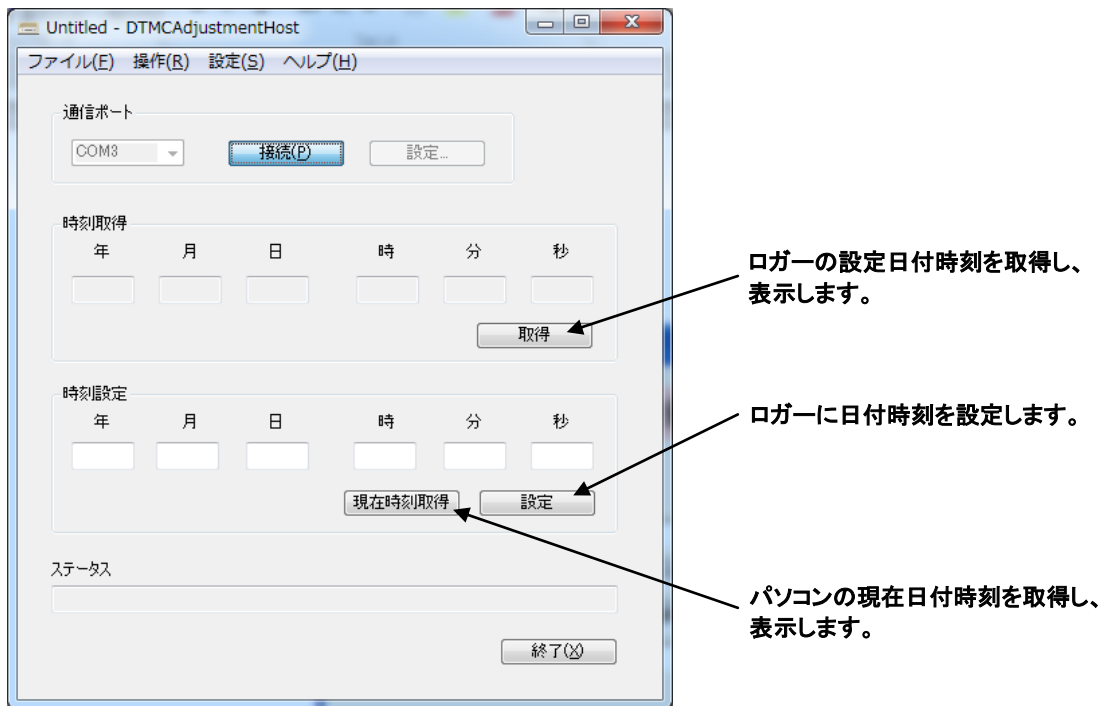 Untitled - DTMCAdjustmentHost
ファイル(F) 操作(R) 設定(S) ヘルプ(H)
通信ポート
COM3 接続(P) 設定...
時刻取得
年 月 日 時 分 秒
ロガーの設定日付時刻を取得し、
表示します。
取得
時刻設定
年 月 日 時 分 秒
ロガーに日付時刻を設定します。
現在時刻取得 設定
ステータス
パソコンの現在日付時刻を取得し、
表示します。
終了(X)